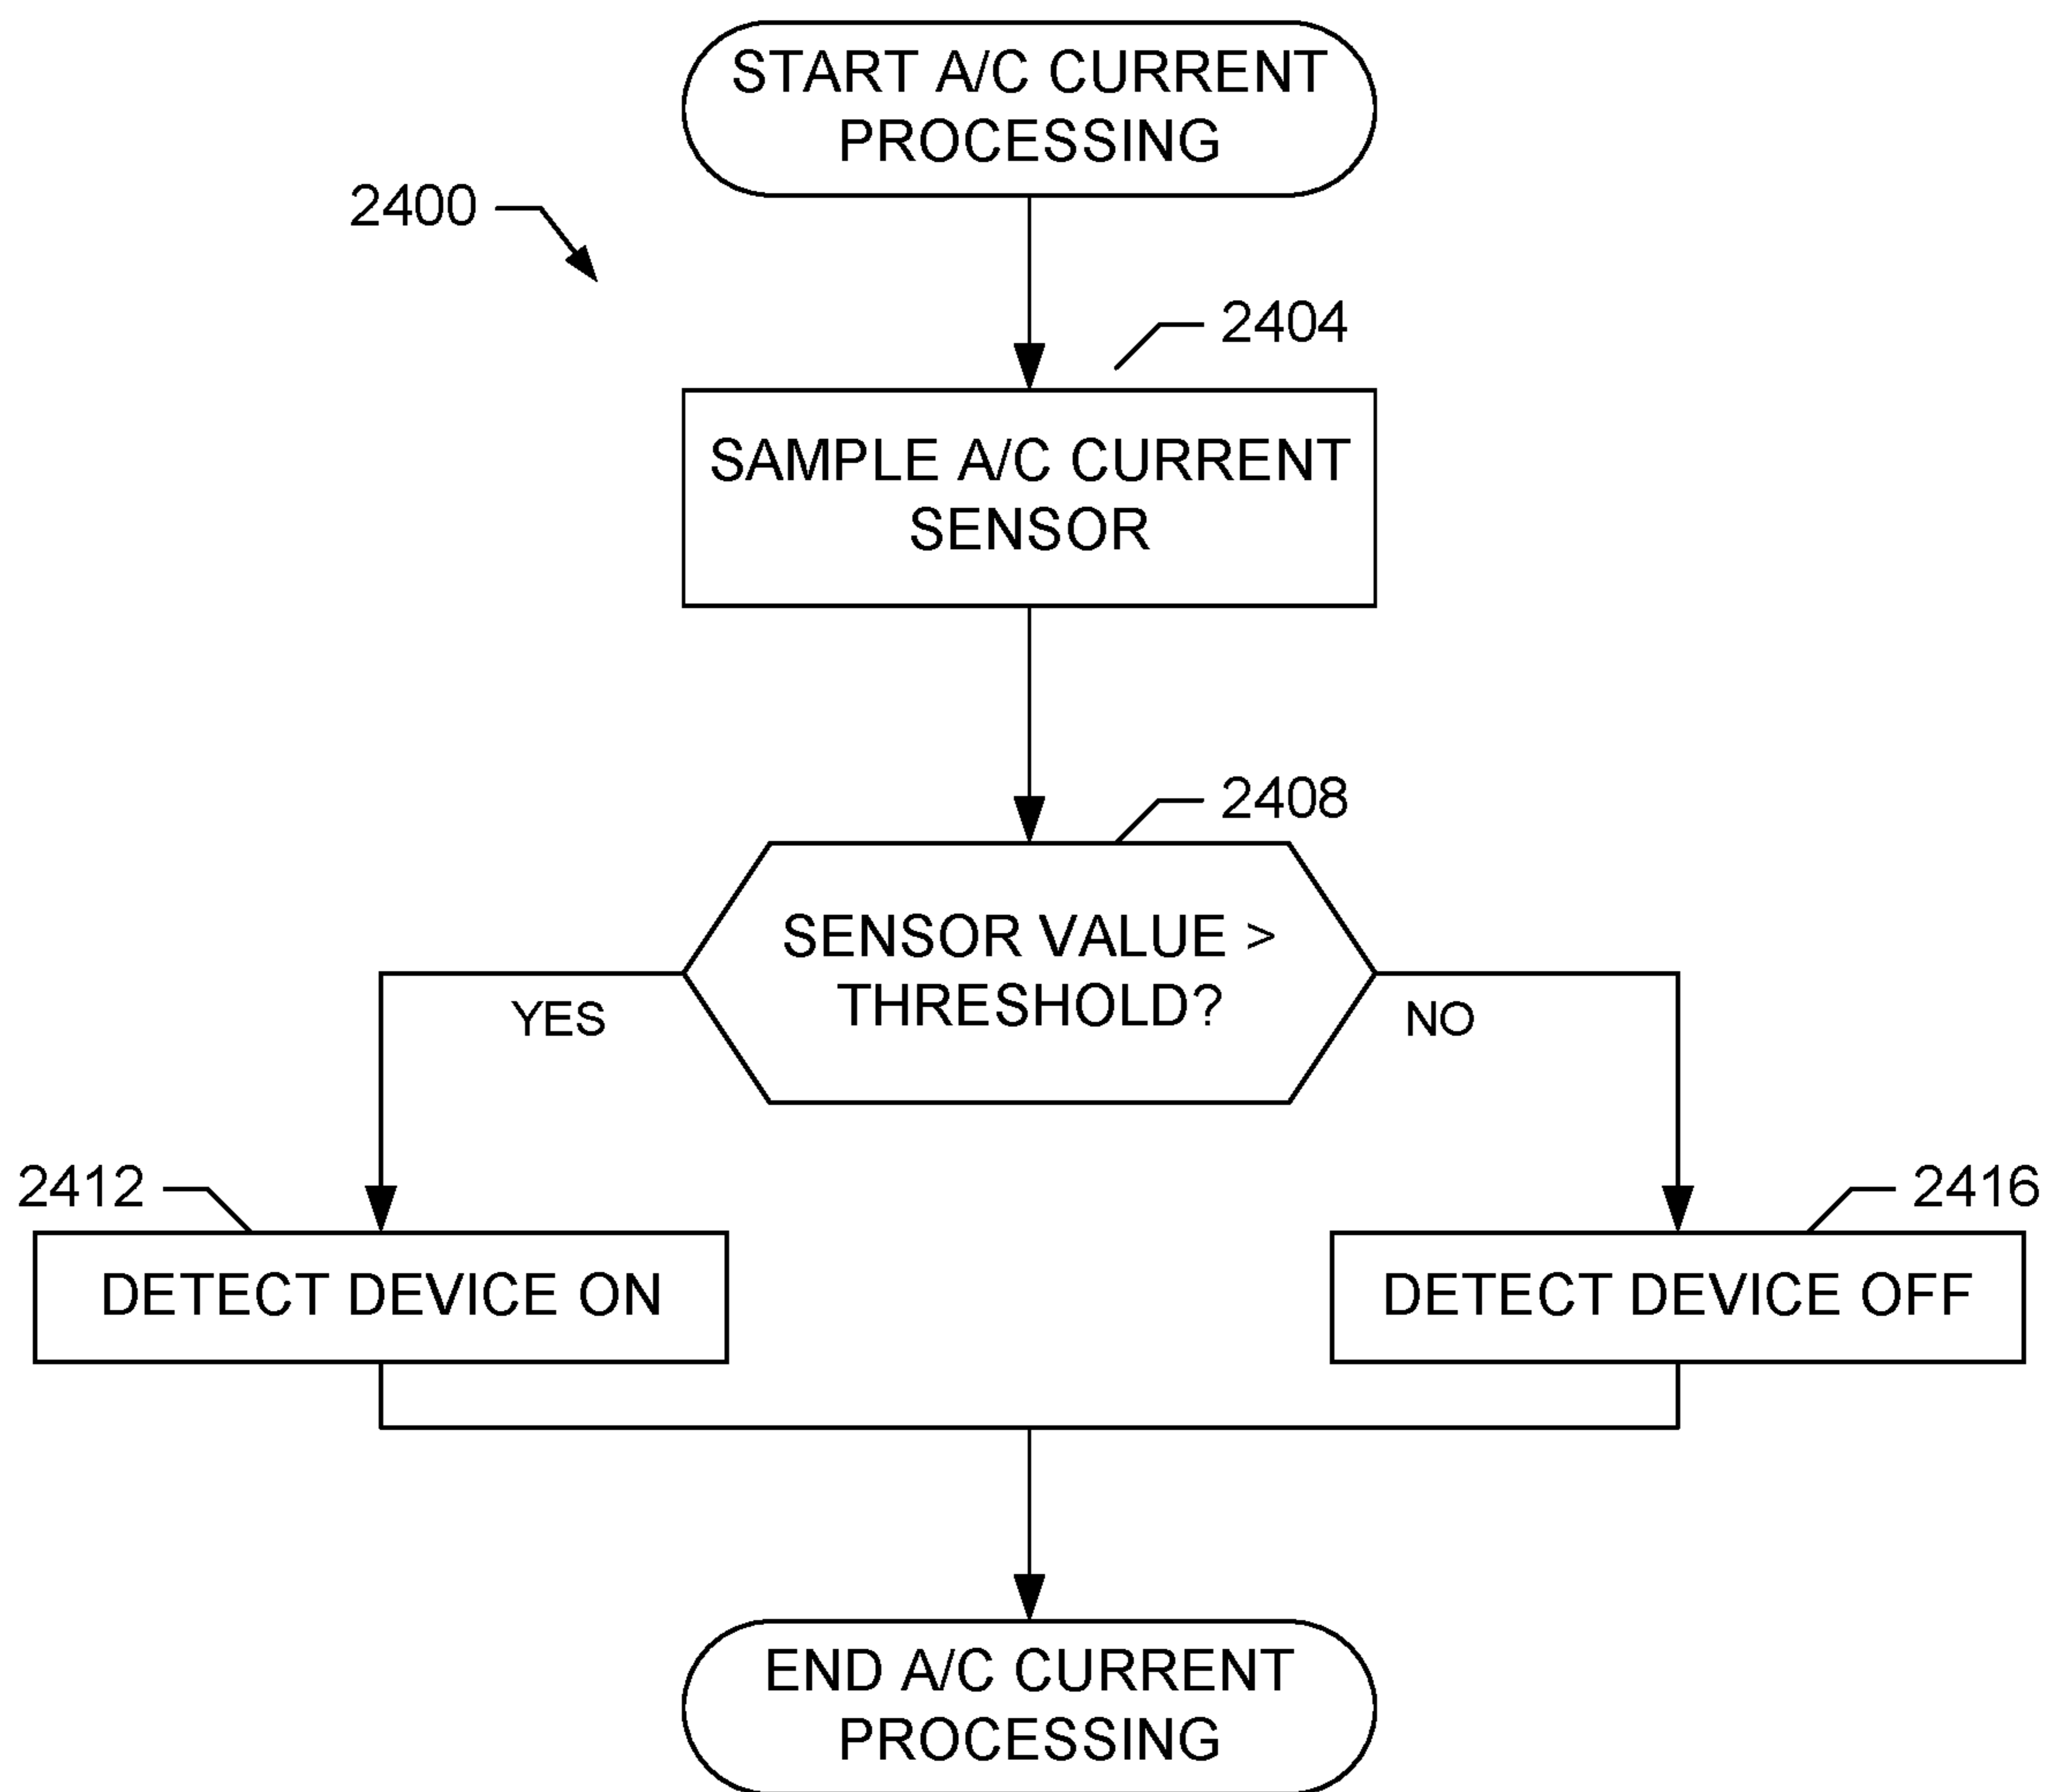 START A/C CURRENT
PROCESSING
2400
2404
SAMPLE A/C CURRENT
SENSOR
2408
SENSOR VALUE >
THRESHOLD?
YES
NO
2412
2416
DETECT DEVICE ON
DETECT DEVICE OFF
END A/C CURRENT
PROCESSING